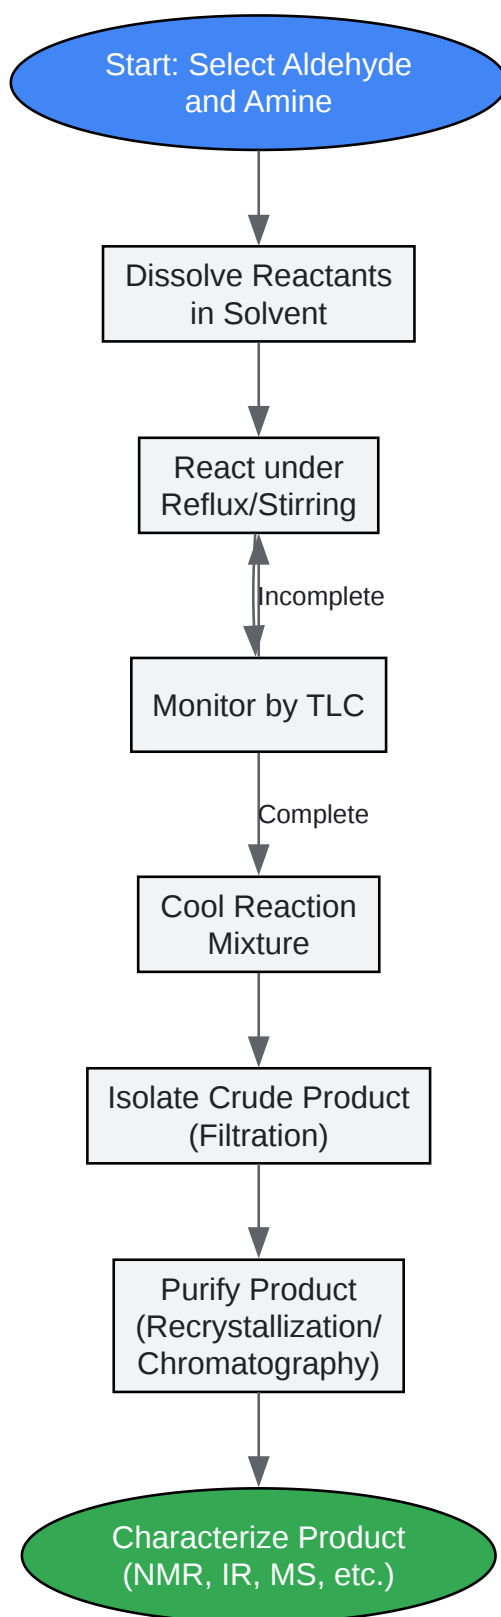 Start: Select Aldehyde
and Amine
Dissolve Reactants
in Solvent
React under
Reflux/Stirring
Incomplete
Monitor by TLC
Complete
Cool Reaction
Mixture
Isolate Crude Product
(Filtration)
Purify Product
(Recrystallization/
Chromatography)
Characterize Product
(NMR, IR, MS, etc.)